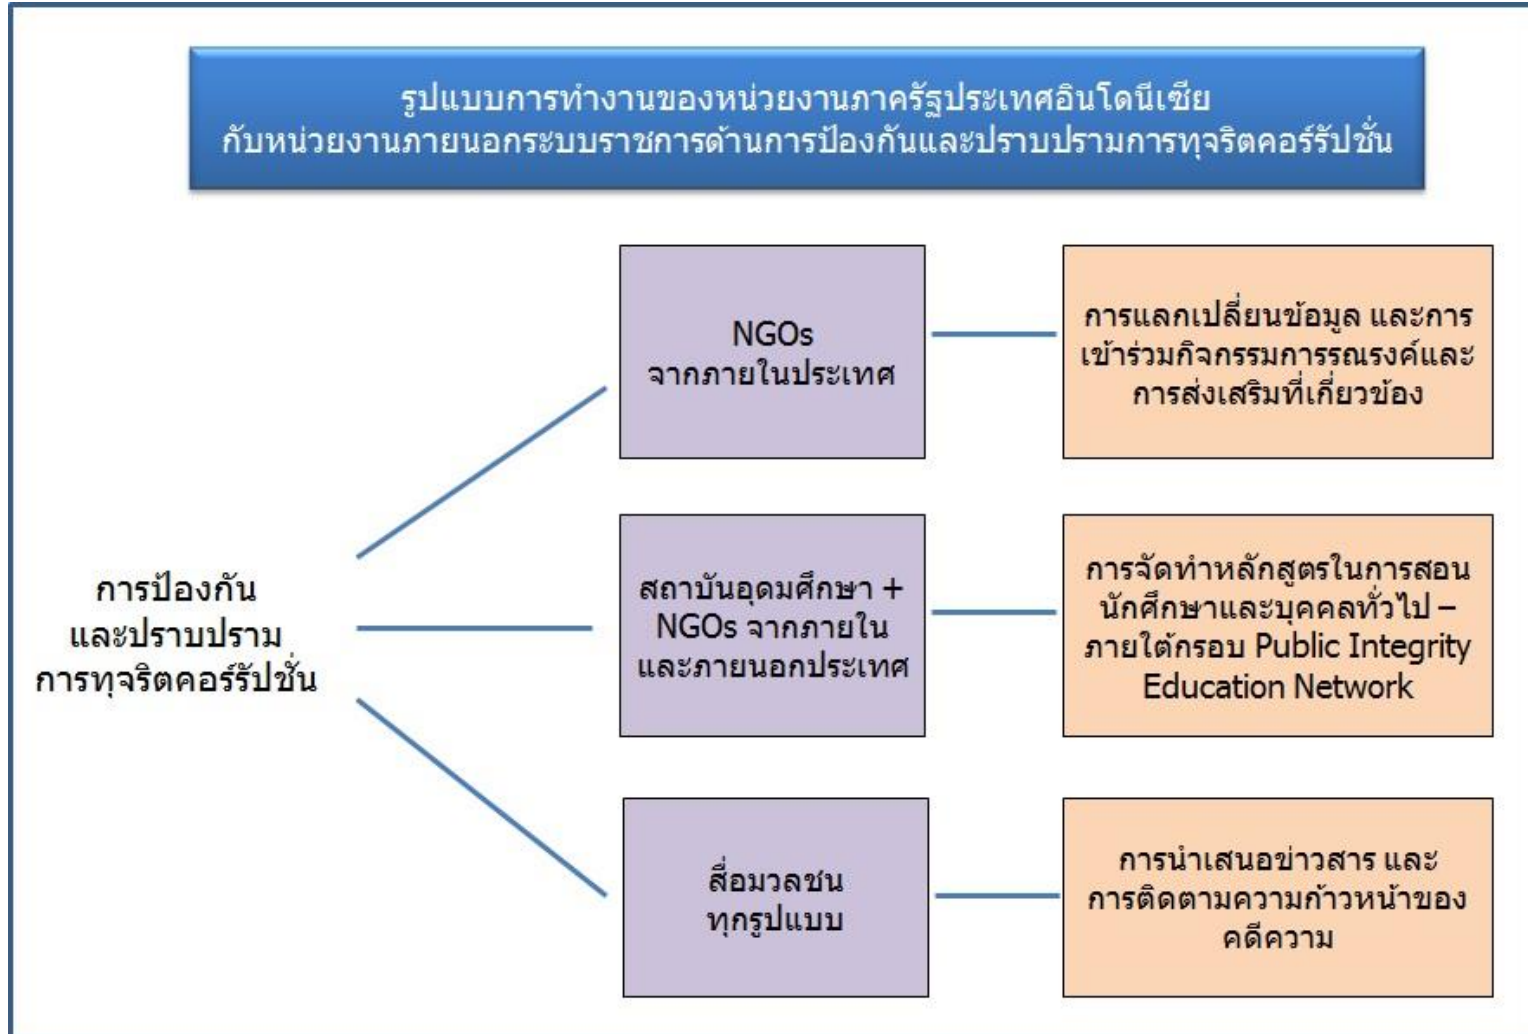 รูปแบบการทำงานของหน่วยงานภาครัฐประเทศอินโดนีเซีย
กับหน่วยงานภายนอกระบบราชการด้านการป้องกันและปราบปรามการทุจริตคอร์รัปชั่น
การป้องกัน
และปราบปราม
การทุจริตคอร์รัปชั่น
NGOs
จากภายในประเทศ
การแลกเปลี่ยนข้อมูล และการ
เข้าร่วมกิจกรรมการรณรงค์และ
การส่งเสริมที่เกี่ยวข้อง
สถาบันอุดมศึกษา +
NGOs จากภายใน
และภายนอกประเทศ
การจัดทำหลักสูตรในการสอน
นักศึกษาและบุคคลทั่วไป –
ภายใต้กรอบ Public Integrity
Education Network
สื่อมวลชน
ทุกรูปแบบ
การนำเสนอข่าวสาร และ
การติดตามความก้าวหน้าของ
คดีความ